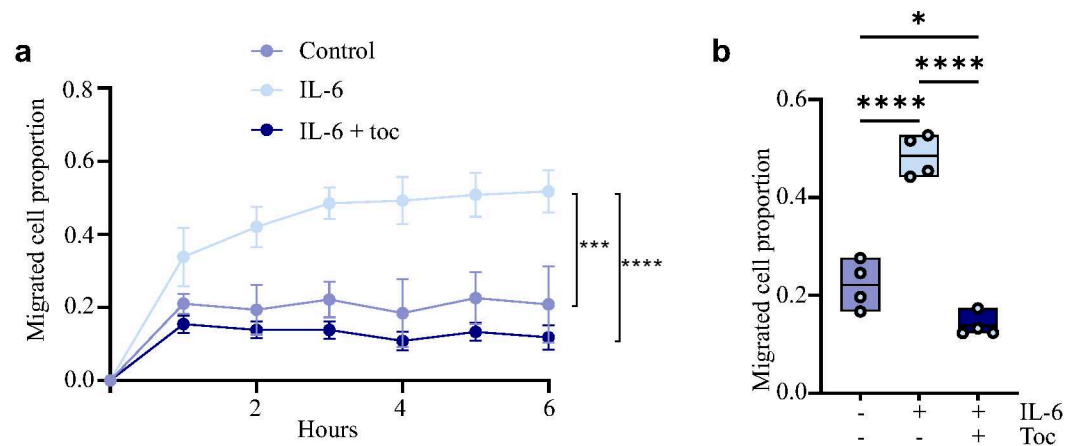 a
Control
IL-6
IL-6 + toc
Migrated cell proportion
0.8
0.6
0.4
0.2
0.0
2
4
6
Hours
***
****
b
*
****
****
Migrated cell proportion
0.6
0.4
0.2
0.0
- + + IL-6
- - + Toc